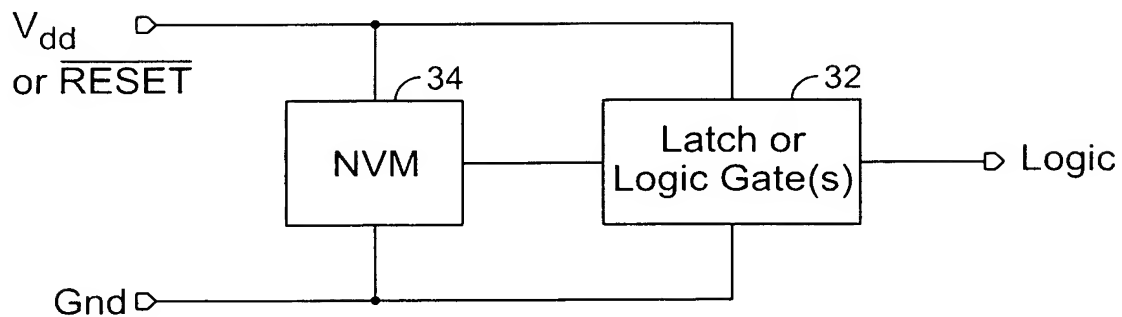 Vdd
or RESET
34
32
NVM
Latch or
Logic Gate(s)
Logic
Gnd